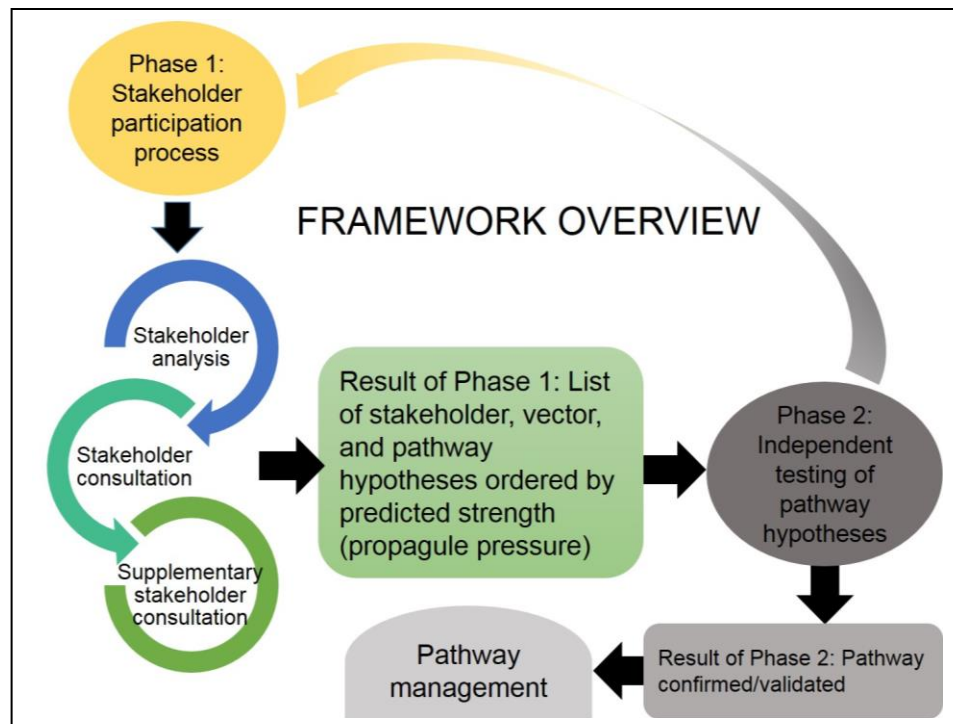 Phase 1:
Stakeholder
participation
process
FRAMEWORK OVERVIEW
Stakeholder
analysis
Stakeholder
consultation
Supplementary
stakeholder
consultation
Result of Phase 1: List
of stakeholder, vector,
and pathway
hypotheses ordered by
predicted strength
(propagule pressure)
Phase 2:
Independent
testing of
pathway
hypotheses
Result of Phase 2: Pathway
confirmed/validated
Pathway
management